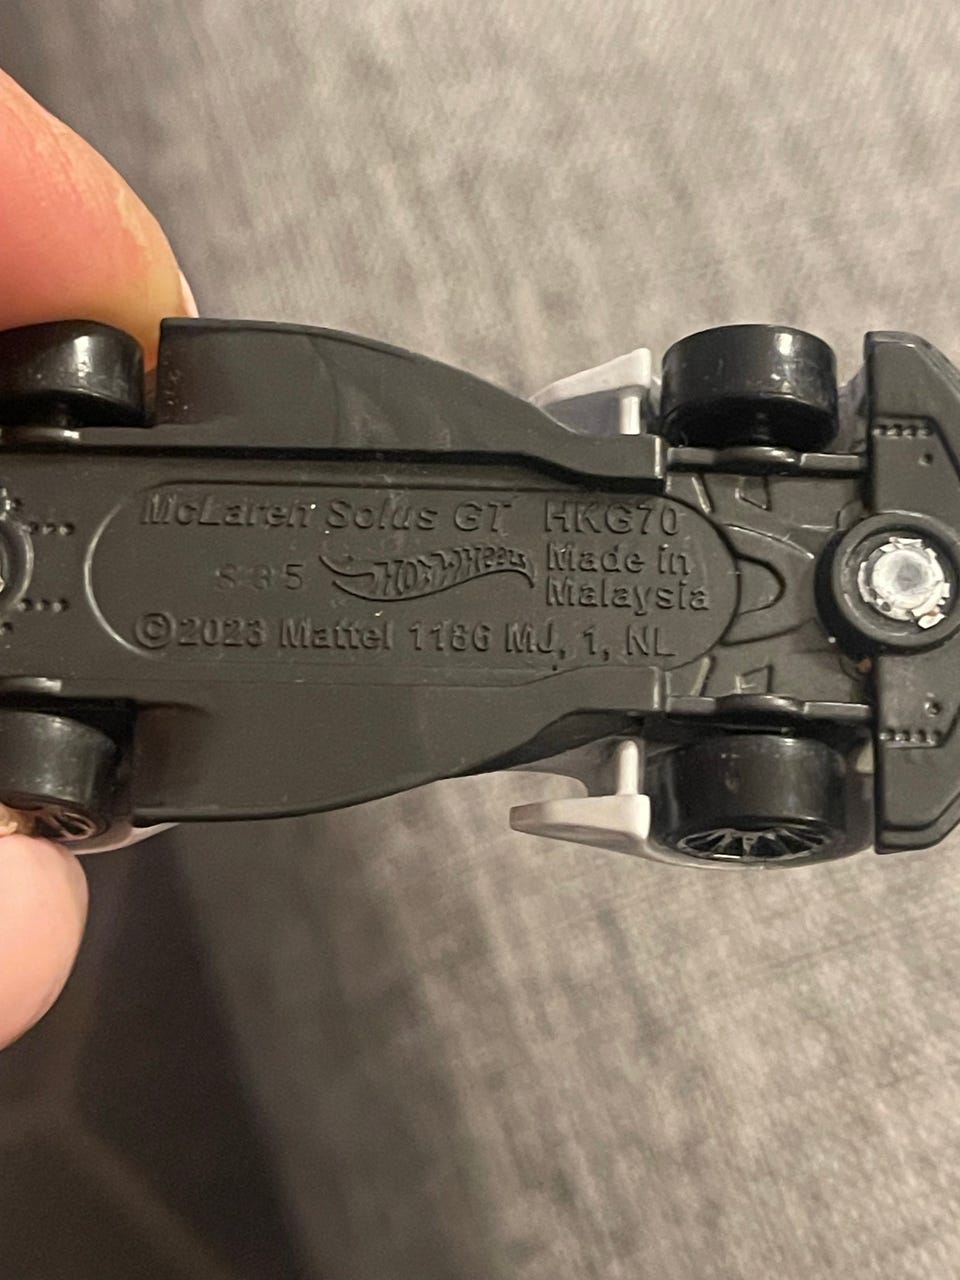 McLaren Solus GT HKG70
S35 Hot Wheels Made in
Malaysia
©2023 Mattel 1186 MJ, 1, NL